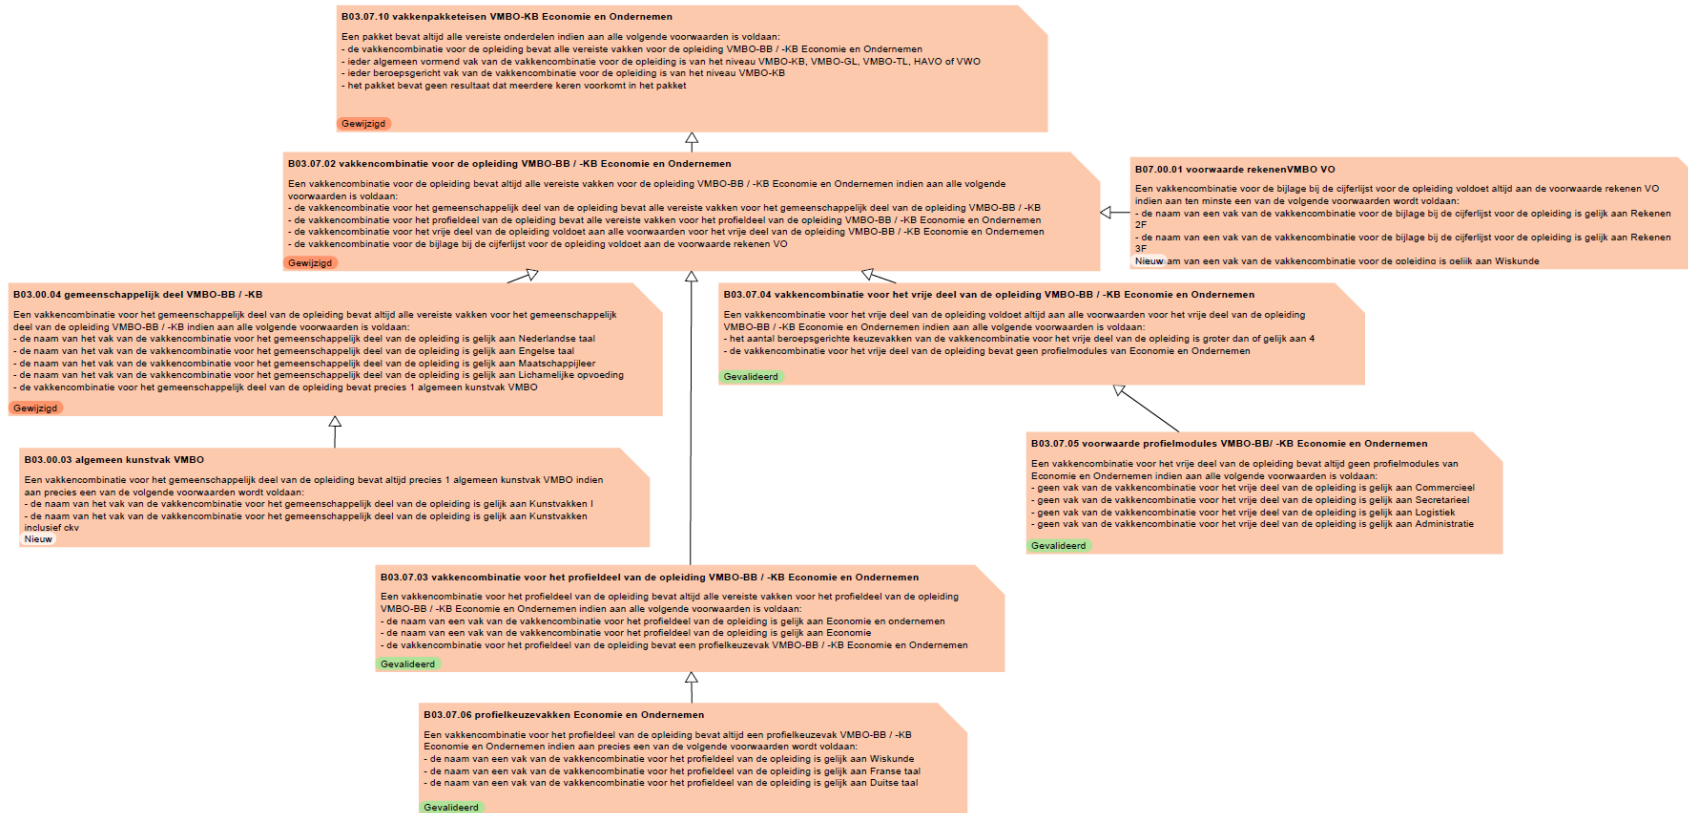 B03.07.10 vakkenpakketeisen VMBO-KB Economie en Ondernemen
Een pakket bevat altijd alle vereiste onderdelen indien aan alle volgende voorwaarden is voldaan:
- de vakkencombinatie voor de opleiding bevat alle vereiste vakken voor de opleiding VMBO-BB / -KB Economie en Ondernemen
- ieder algemeen vormend vak van de vakkencombinatie voor de opleiding is van het niveau VMBO-KB, VMBO-GL, VMBO-TL, HAVO of VWO
- ieder beroepsgericht vak van de vakkencombinatie voor de opleiding is van het niveau VMBO-KB
- het pakket bevat geen resultaat dat meerdere keren voorkomt in het pakket
Gewijzigd
B03.07.02 vakkencombinatie voor de opleiding VMBO-BB / -KB Economie en Ondernemen
Een vakkencombinatie voor de opleiding bevat altijd alle vereiste vakken voor de opleiding VMBO-BB / -KB Economie en Ondernemen indien aan alle volgende
voorwaarden is voldaan:
- de vakkencombinatie voor het gemeenschappelijk deel van de opleiding bevat alle vereiste vakken voor het gemeenschappelijk deel van de opleiding VMBO-BB / -KB
- de vakkencombinatie voor het profieldeel van de opleiding bevat alle vereiste vakken voor het profieldeel van de opleiding VMBO-BB / -KB Economie en Ondernemen
- de vakkencombinatie voor het vrije deel van de opleiding voldoet aan alle voorwaarden voor het vrije deel van de opleiding VMBO-BB / -KB Economie en Ondernemen
- de vakkencombinatie voor de bijlage bij de cijferlijst voor de opleiding voldoet aan de voorwaarde rekenen VO
Gewijzigd
B07.00.01 voorwaarde rekenenVMBO VO
Een vakkencombinatie voor de bijlage bij de cijferlijst voor de opleiding voldoet altijd aan de voorwaarde rekenen VO
indien aan ten minste een van de volgende voorwaarden wordt voldaan:
- de naam van een vak van de vakkencombinatie voor de bijlage bij de cijferlijst voor de opleiding is gelijk aan Rekenen
2F
- de naam van een vak van de vakkencombinatie voor de bijlage bij de cijferlijst voor de opleiding is gelijk aan Rekenen
3F
Nieuw am van een vak van de vakkencombinatie voor de opleiding is gelijk aan Wiskunde
B03.00.04 gemeenschappelijk deel VMBO-BB / -KB
Een vakkencombinatie voor het gemeenschappelijk deel van de opleiding bevat altijd alle vereiste vakken voor het gemeenschappelijk
deel van de opleiding VMBO-BB / -KB indien aan alle volgende voorwaarden is voldaan:
- de naam van het vak van de vakkencombinatie voor het gemeenschappelijk deel van de opleiding is gelijk aan Nederlandse taal
- de naam van het vak van de vakkencombinatie voor het gemeenschappelijk deel van de opleiding is gelijk aan Engelse taal
- de naam van het vak van de vakkencombinatie voor het gemeenschappelijk deel van de opleiding is gelijk aan Maatschappijleer
- de naam van het vak van de vakkencombinatie voor het gemeenschappelijk deel van de opleiding is gelijk aan Lichamelijke opvoeding
- de vakkencombinatie voor het gemeenschappelijk deel van de opleiding bevat precies 1 algemeen kunstvak VMBO
Gewijzigd
B03.07.04 vakkencombinatie voor het vrije deel van de opleiding VMBO-BB / -KB Economie en Ondernemen
Een vakkencombinatie voor het vrije deel van de opleiding voldoet altijd aan alle voorwaarden voor het vrije deel van de opleiding
VMBO-BB / -KB Economie en Ondernemen indien aan alle volgende voorwaarden is voldaan:
- het aantal beroepsgerichte keuzevakken van de vakkencombinatie voor het vrije deel van de opleiding is groter dan of gelijk aan 4
- de vakkencombinatie voor het vrije deel van de opleiding bevat geen profielmodules van Economie en Ondernemen
Gevalideerd
B03.00.03 algemeen kunstvak VMBO
Een vakkencombinatie voor het gemeenschappelijk deel van de opleiding bevat altijd precies 1 algemeen kunstvak VMBO indien
aan precies een van de volgende voorwaarden wordt voldaan:
- de naam van het vak van de vakkencombinatie voor het gemeenschappelijk deel van de opleiding is gelijk aan Kunstvakken I
- de naam van het vak van de vakkencombinatie voor het gemeenschappelijk deel van de opleiding is gelijk aan Kunstvakken
inclusief ckv
Nieuw
B03.07.05 voorwaarde profielmodules VMBO-BB/ -KB Economie en Ondernemen
Een vakkencombinatie voor het vrije deel van de opleiding bevat altijd geen profielmodules van
Economie en Ondernemen indien aan alle volgende voorwaarden is voldaan:
- geen vak van de vakkencombinatie voor het vrije deel van de opleiding is gelijk aan Commercieel
- geen vak van de vakkencombinatie voor het vrije deel van de opleiding is gelijk aan Secretarieel
- geen vak van de vakkencombinatie voor het vrije deel van de opleiding is gelijk aan Logistiek
- geen vak van de vakkencombinatie voor het vrije deel van de opleiding is gelijk aan Administratie
Gevalideerd
B03.07.03 vakkencombinatie voor het profieldeel van de opleiding VMBO-BB / -KB Economie en Ondernemen
Een vakkencombinatie voor het profieldeel van de opleiding bevat altijd alle vereiste vakken voor het profieldeel van de opleiding
VMBO-BB / -KB Economie en Ondernemen indien aan alle volgende voorwaarden is voldaan:
- de naam van een vak van de vakkencombinatie voor het profieldeel van de opleiding is gelijk aan Economie en ondernemen
- de naam van een vak van de vakkencombinatie voor het profieldeel van de opleiding is gelijk aan Economie
- de vakkencombinatie voor het profieldeel van de opleiding bevat een profielkeuzevak VMBO-BB / -KB Economie en Ondernemen
Gevalideerd
B03.07.06 profielkeuzevakken Economie en Ondernemen
Een vakkencombinatie voor het profieldeel van de opleiding bevat altijd een profielkeuzevak VMBO-BB / -KB
Economie en Ondernemen indien aan precies een van de volgende voorwaarden wordt voldaan:
- de naam van een vak van de vakkencombinatie voor het profieldeel van de opleiding is gelijk aan Wiskunde
- de naam van een vak van de vakkencombinatie voor het profieldeel van de opleiding is gelijk aan Franse taal
- de naam van een vak van de vakkencombinatie voor het profieldeel van de opleiding is gelijk aan Duitse taal
Gevalideerd